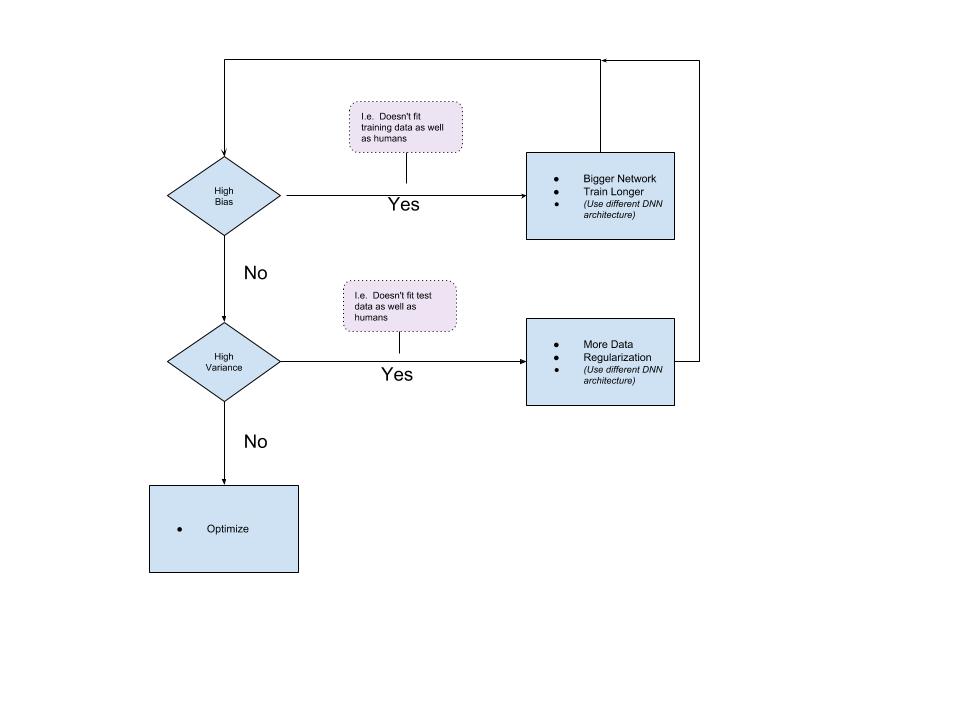 I.e. Doesn't fit
training data as well
as humans
High
Bias
Yes
● Bigger Network
● Train Longer
● (Use different DNN
architecture)
No
I.e. Doesn't fit test
data as well as
humans
High
Variance
Yes
● More Data
● Regularization
● (Use different DNN
architecture)
No
● Optimize